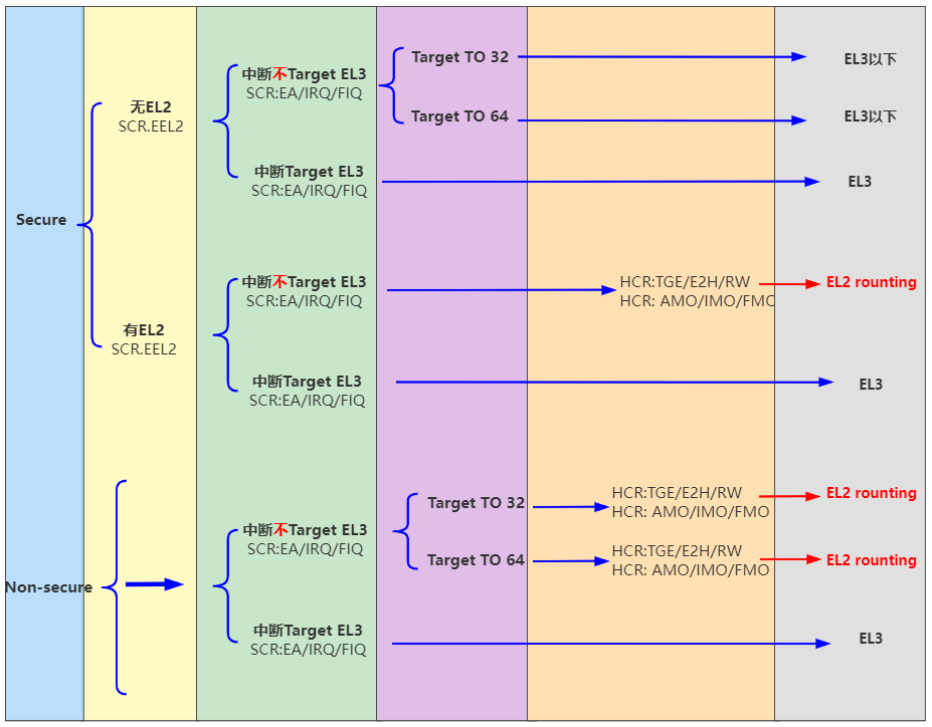 Secure
无EL2
SCR.EEL2
中断不Target EL3
SCR:EA/IRQ/FIQ
Target TO 32
EL3以下
Target TO 64
EL3以下
中断Target EL3
SCR:EA/IRQ/FIQ
EL3
有EL2
SCR.EEL2
中断不Target EL3
SCR:EA/IRQ/FIQ
HCR:TGE/E2H/RW
HCR: AMO/IMO/FMO
EL2 rounting
中断Target EL3
SCR:EA/IRQ/FIQ
EL3
Non-secure
中断不Target EL3
SCR:EA/IRQ/FIQ
Target TO 32
HCR:TGE/E2H/RW
HCR: AMO/IMO/FMO
EL2 rounting
Target TO 64
HCR:TGE/E2H/RW
HCR: AMO/IMO/FMO
EL2 rounting
中断Target EL3
SCR:EA/IRQ/FIQ
EL3